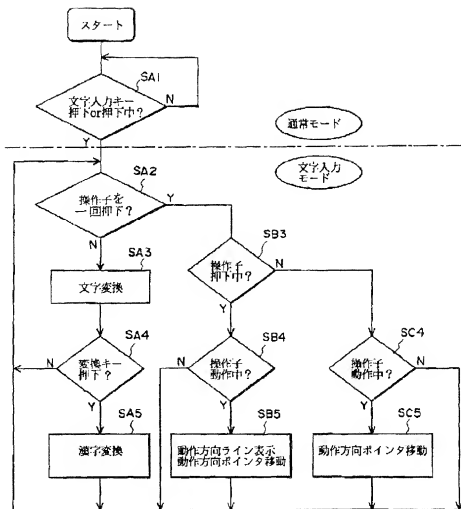 スタート
SA1
文字入力キー
押下or押下中?
N
Y
通常モード
文字入力
モード
SA2
操作子を
一回押下?
Y
N
SB3
操作子
押下中?
N
Y
SA3
文字変換
SA4
変換キー
押下?
N
Y
SB4
操作子
動作中?
N
Y
SC4
操作子
動作中?
N
Y
SA5
漢字変換
SB5
動作方向ライン表示
動作方向ポインタ移動
SC5
動作方向ポインタ移動